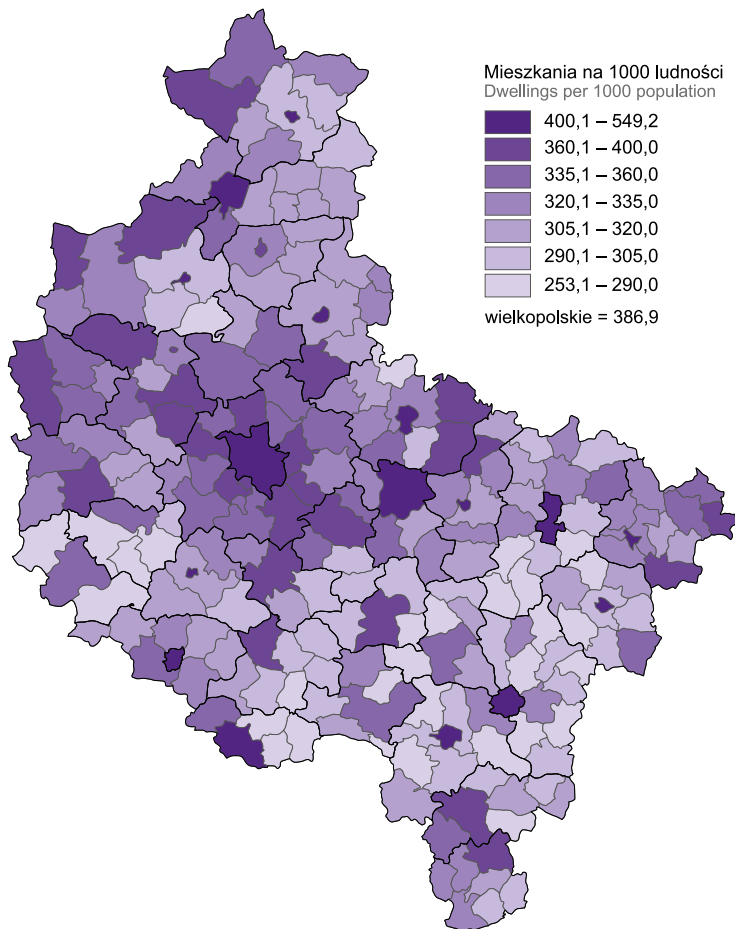 Mieszkania na 1000 ludności
Dwellings per 1000 population
400,1 – 549,2
360,1 – 400,0
335,1 – 360,0
320,1 – 335,0
305,1 – 320,0
290,1 – 305,0
253,1 – 290,0
wielkopolskie = 386,9